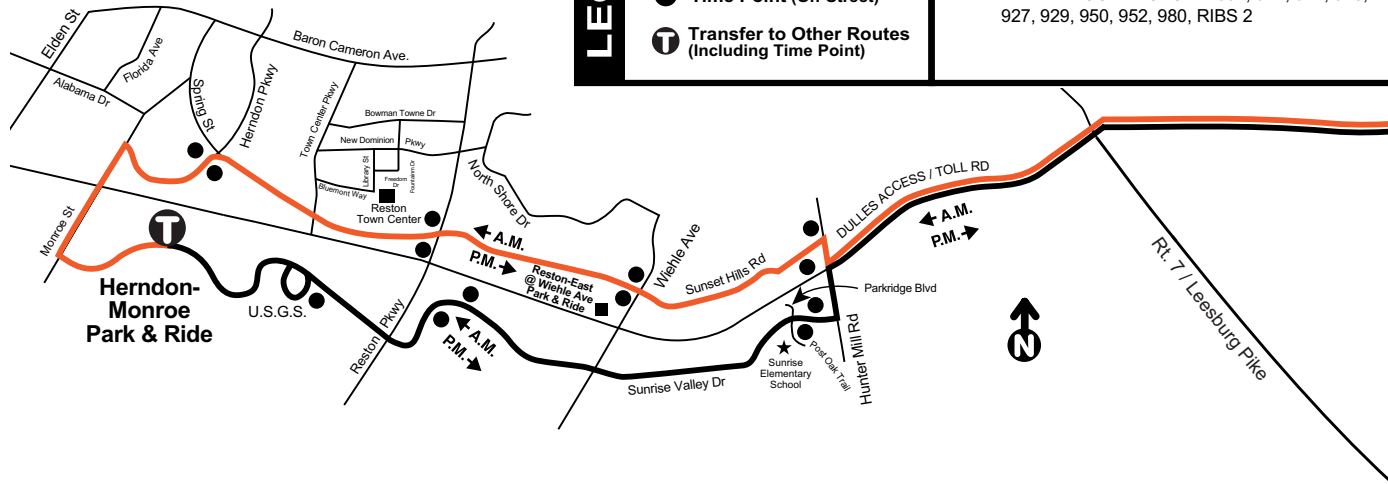 LEG
Time Point (On Street)
T Transfer to Other Routes
(Including Time Point)
927, 929, 950, 952, 980, RIBS 2
Elden St
Florida Ave
Alabama Dr
Spring St
Herndon Pkwy
Baron Cameron Ave.
Town Center Pkwy
Bowman Towne Dr
New Dominion Pkwy
Library St
Freedom
Dr
Fountain Dr
Bluemont Way
Reston
Town Center
North Shore Dr
Monroe St
T
Herndon-
Monroe
Park & Ride
U.S.G.S.
Reston Pkwy
A.M.
P.M.
Reston-East
@ Wiehle Ave
Park & Ride
Wiehle Ave
Sunset Hills Rd
DULLES ACCESS / TOLL RD
A.M.
P.M.
Parkridge Blvd
A.M.
P.M.
Sunrise Valley Dr
Sunrise
Elementary
School
Post Oak Trail
Hunter Mill Rd
N
Rt. 7 / Leesburg Pike